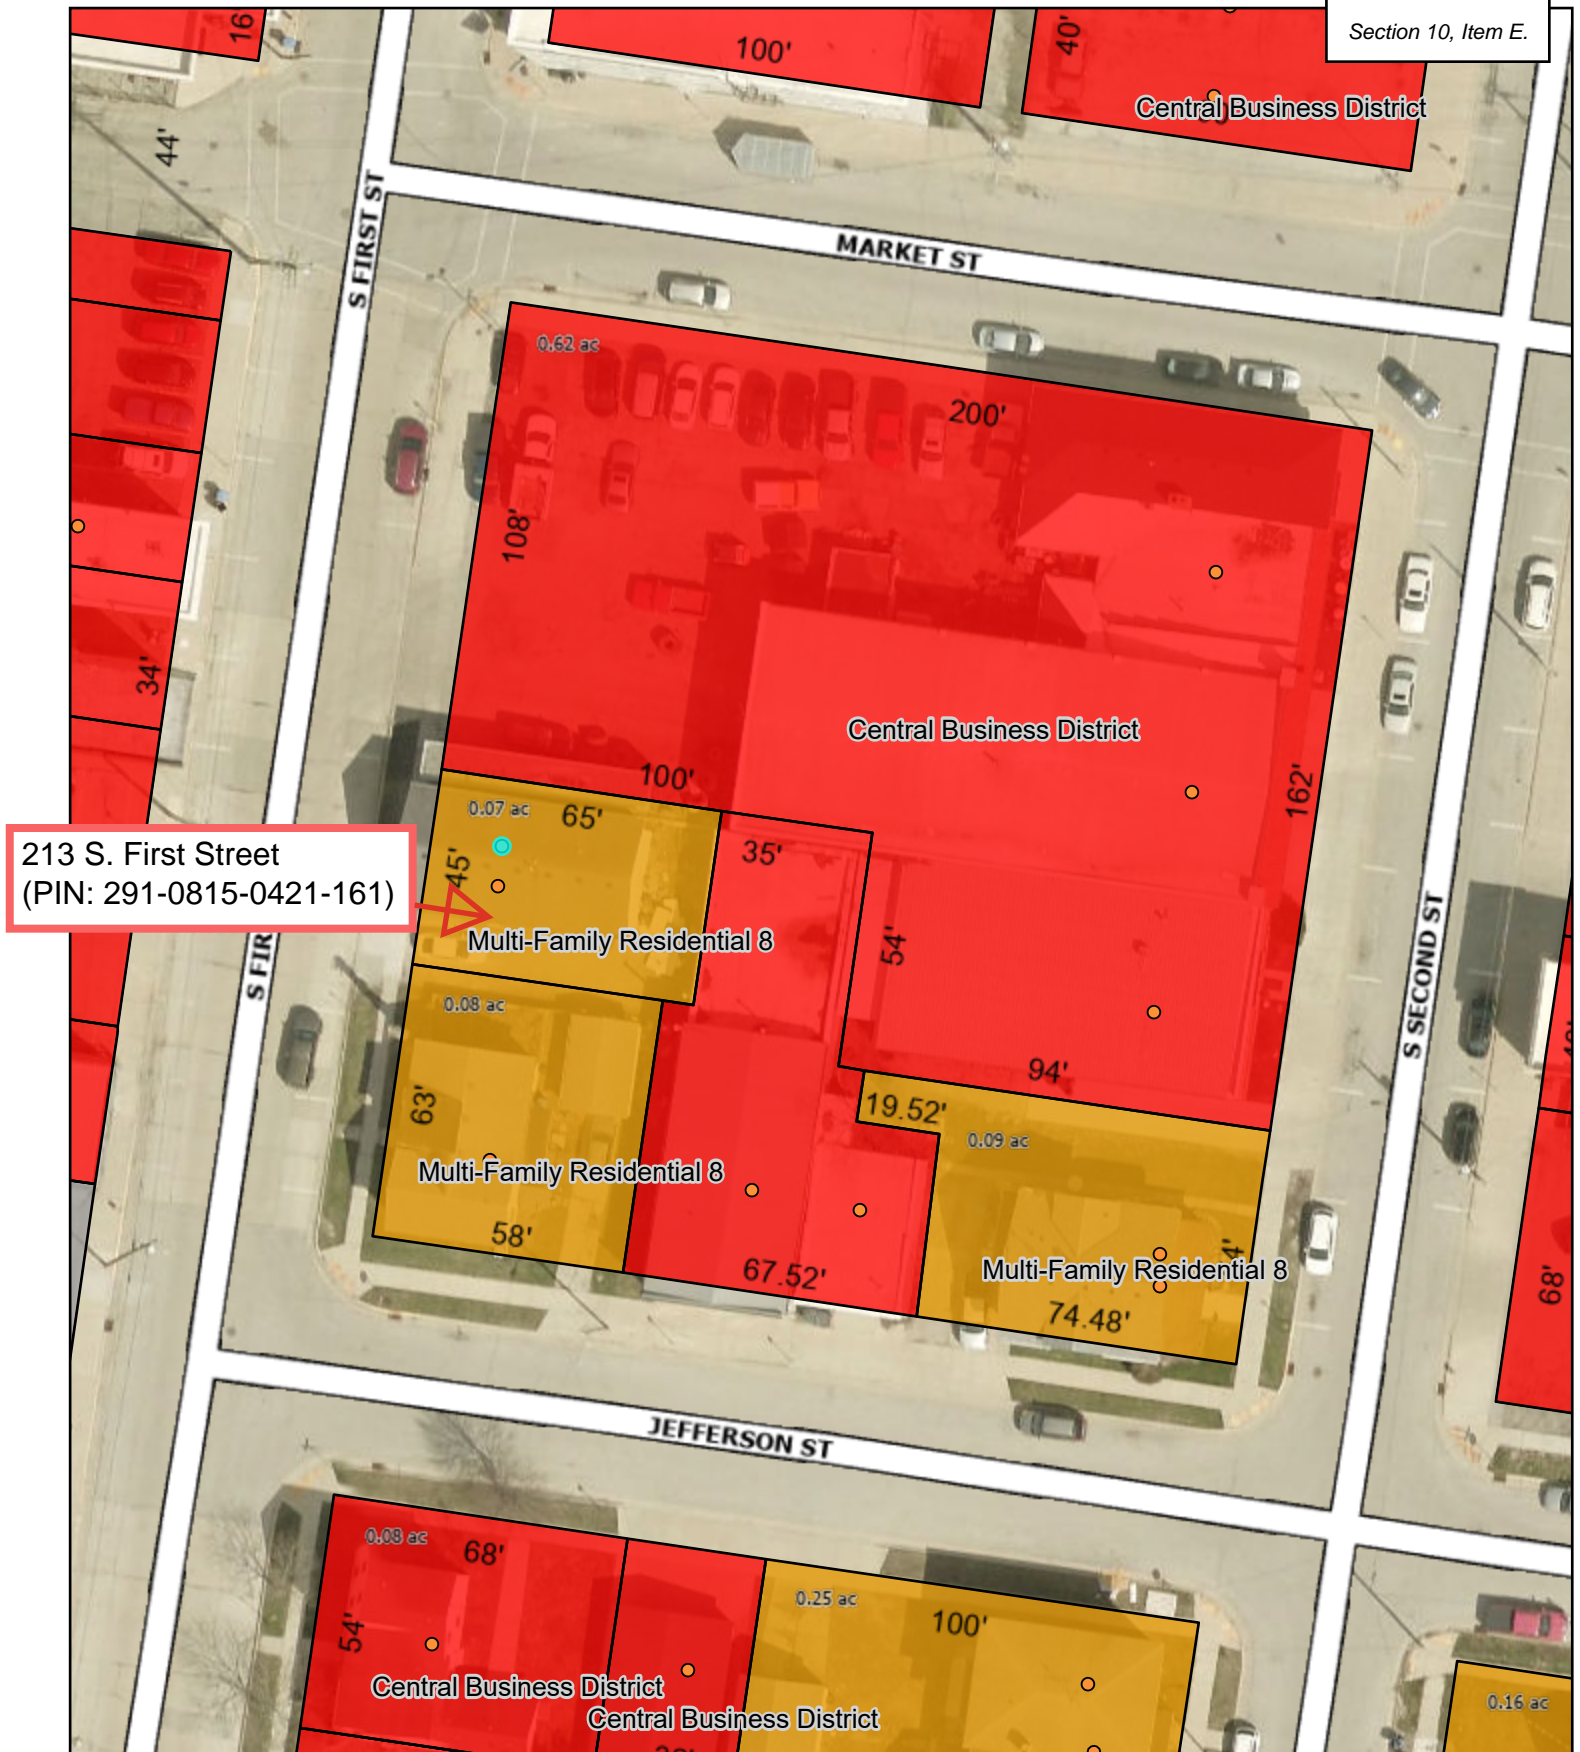 Section 10, Item E.
16'
100'
40'
Central Business District
44'
S FIRST ST
MARKET ST
0.62 ac
200'
108'
34'
Central Business District
100'
162'
0.07 ac
65'
35'
213 S. First Street
(PIN: 291-0815-0421-161)
45'
54'
Multi-Family Residential 8
S FIR
S SECOND ST
0.08 ac
94'
63'
19.52'
0.09 ac
Multi-Family Residential 8
58'
67.52'
Multi-Family Residential 8
74.48'
68'
JEFFERSON ST
0.08 ac
68'
54'
0.25 ac
100'
Central Business District
Central Business District
0.16 ac